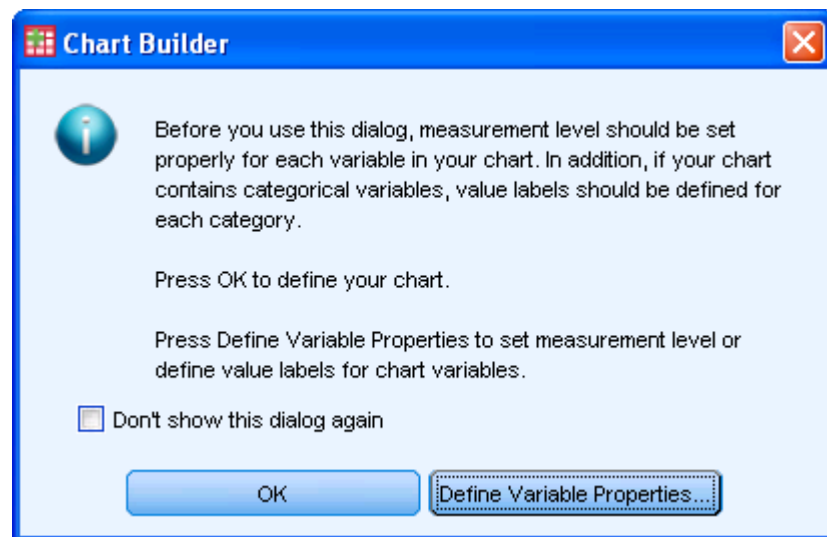 Chart Builder
Before you use this dialog, measurement level should be set
properly for each variable in your chart. In addition, if your chart
contains categorical variables, value labels should be defined for
each category.
Press OK to define your chart.
Press Define Variable Properties to set measurement level or
define value labels for chart variables.
Don't show this dialog again
OK
Define Variable Properties...